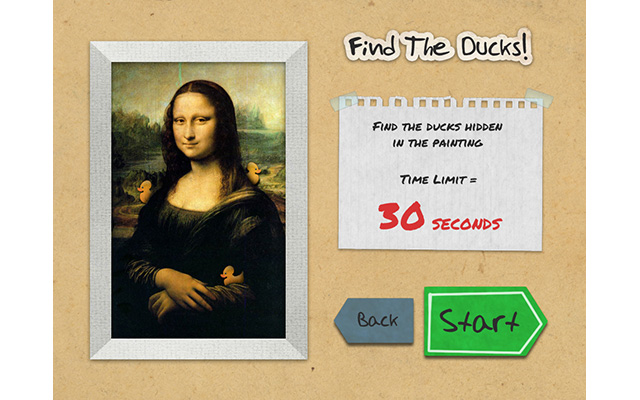 Find The Ducks!
Find the ducks hidden
in the painting
Time Limit =
30 seconds
Back
Start